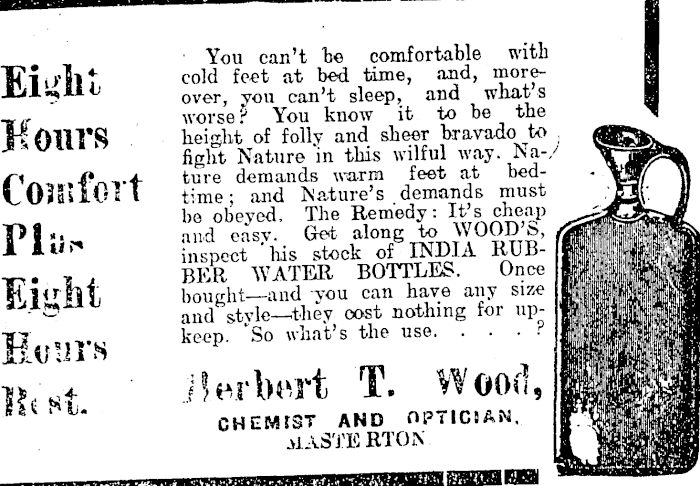 Eight
Hours
Comfort
Plus
Eight
Hours
Rest.
You can't be comfortable with
cold feet at bed time, and, more-
over, you can't sleep, and what's
worse? You know it to be the
height of folly and sheer bravado to
fight Nature in this wilful way. Na-
ture demands warm feet at bed-
time; and Nature's demands must
be obeyed. The Remedy: It's cheap
and easy. Get along to WOOD'S,
inspect his stock of INDIA RUB-
BER WATER BOTTLES. Once
bought—and you can have any size
and style—they cost nothing for up-
keep. So what's the use. . . . ?
Herbert T. Wood,
CHEMIST AND OPTICIAN,
MASTERTON